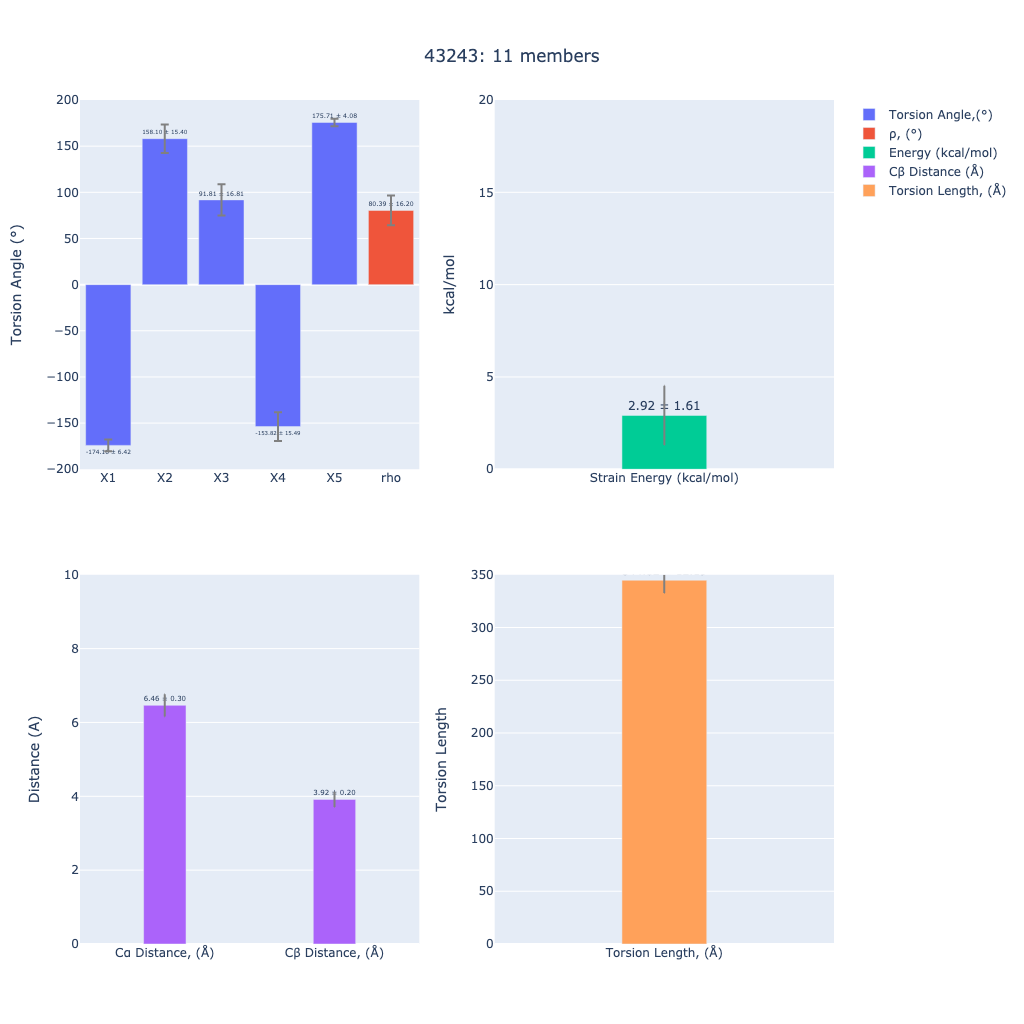 43243: 11 members
Torsion Angle (°)
200
150
100
50
0
−50
−100
−150
−200
158.10 ± 15.40
175.71 ± 4.08
91.81 ± 16.81
80.39 ± 16.20
-153.82 ± 15.49
± 6.42
X1
X2
X3
X4
X5
rho
kcal/mol
20
15
10
5
0
2.92 ± 1.61
Strain Energy (kcal/mol)
Torsion Angle,(°)
ρ, (°)
Energy (kcal/mol)
Cβ Distance (Å)
Torsion Length, (Å)
Distance (A)
10
8
6
4
2
0
6.46 ± 0.30
3.92 ± 0.20
Cα Distance, (Å)
Cβ Distance, (Å)
Torsion Length
350
300
250
200
150
100
50
0
Torsion Length, (Å)